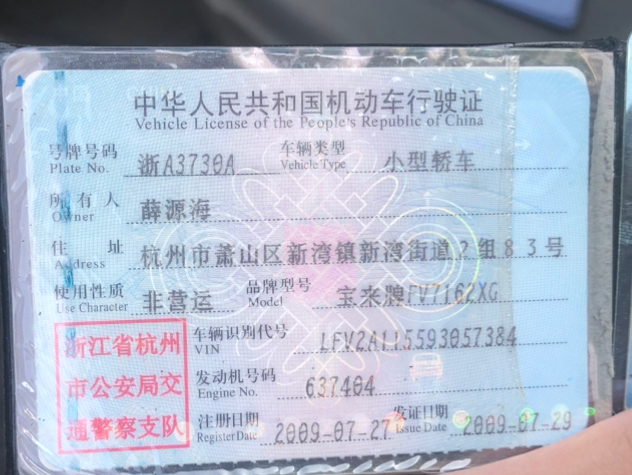 中华人民共和国机动车行驶证
Vehicle License of the People's Republic of China
号牌号码 浙A3730A 车辆类型 小型轿车
Plate No. Vehicle Type
所有人 薛源海
Owner
住址 杭州市萧山区新湾镇新湾街道2组83号
Address
使用性质 非营运 品牌型号 宝来牌FV7162XG
Use Character Model
浙江省杭州
市公安局交
通警察支队
车辆识别代号 LFV2A115593057384
VIN
发动机号码 637404
Engine No.
注册日期 2009-07-27 发证日期 2009-07-29
Register Date Issue Date